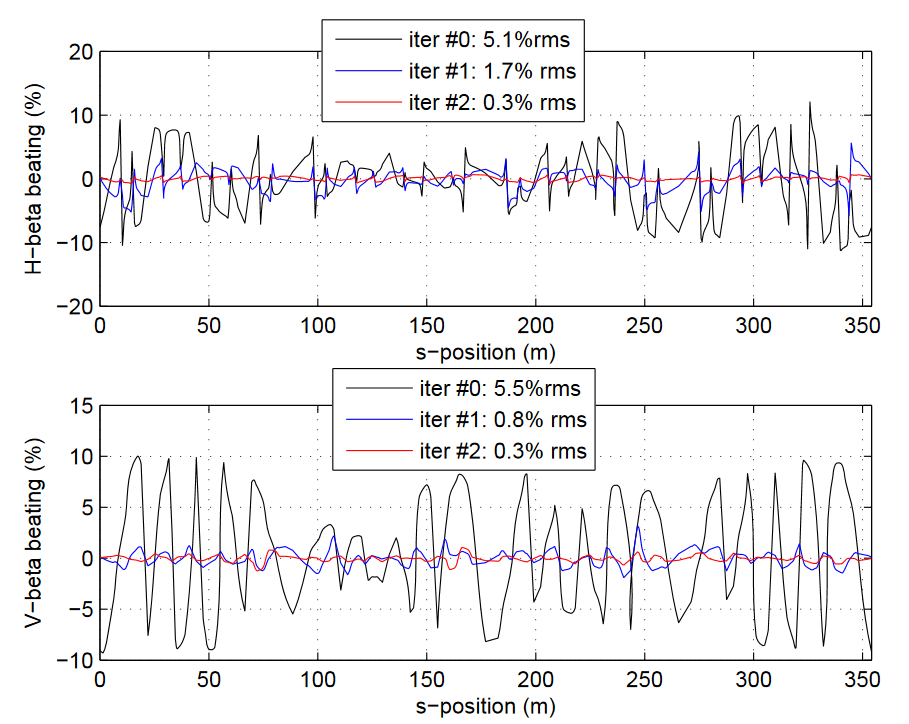 iter #0: 5.1%rms
iter #1: 1.7% rms
iter #2: 0.3% rms
H−beta beating (%)
20
10
0
−10
−20
0 50 100 150 200 250 300 350
s−position (m)
iter #0: 5.5%rms
iter #1: 0.8% rms
iter #2: 0.3% rms
V−beta beating (%)
15
10
5
0
−5
−10
0 50 100 150 200 250 300 350
s−position (m)